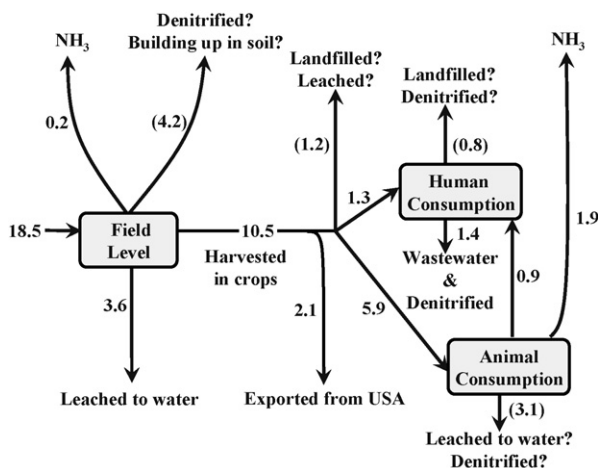 Denitrified?
Building up in soil?
NH3
NH3
Landfilled?
Leached?
Landfilled?
Denitrified?
0.2
(4.2)
(1.2)
(0.8)
1.3
Human
Consumption
1.9
18.5
Field
Level
10.5
Harvested
in crops
1.4
Wastewater
&
Denitrified
0.9
3.6
2.1
5.9
Animal
Consumption
Leached to water
Exported from USA
(3.1)
Leached to water?
Denitrified?